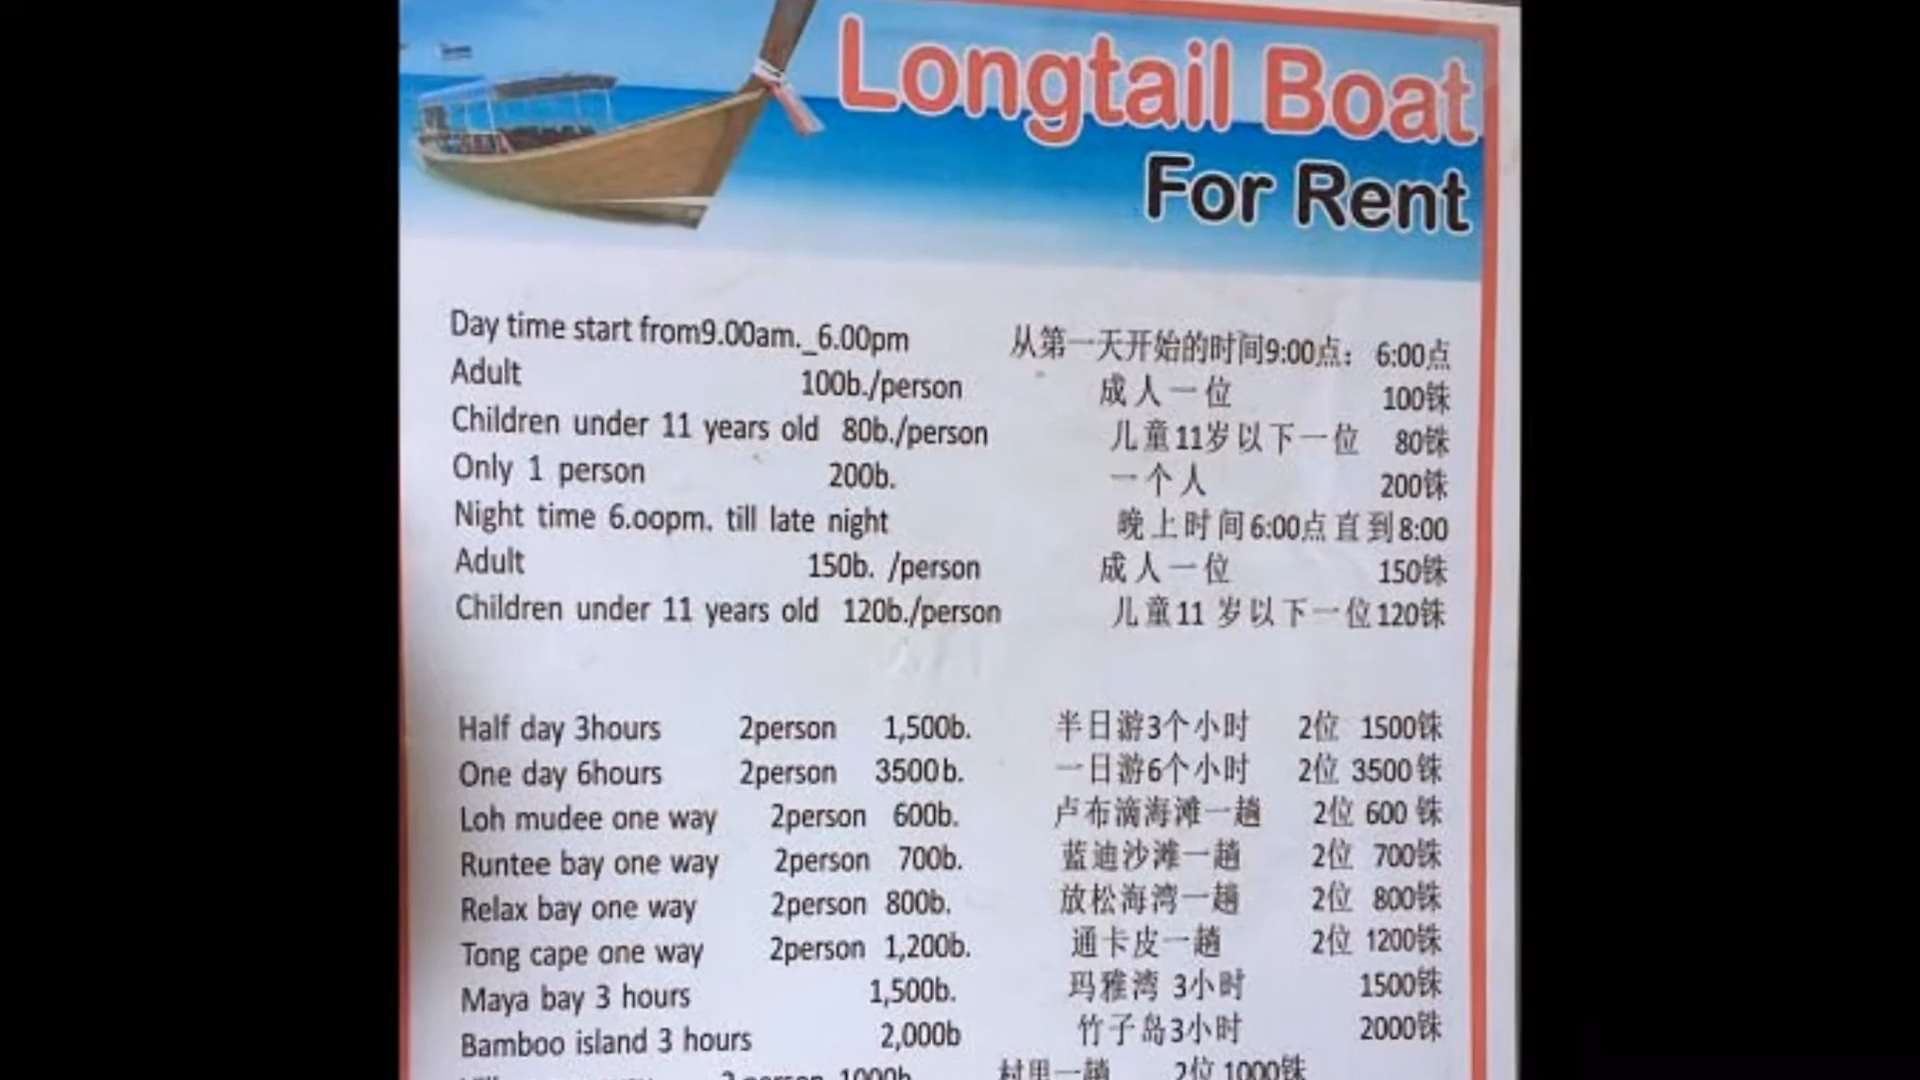 Longtail Boat
For Rent
Day time start from9.00am._6.00pm 从第一天开始的时间9:00点: 6:00点
Adult 100b./person 成人一位 100铢
Children under 11 years old 80b./person 儿童11岁以下一位 80铢
Only 1 person 200b. 一个人 200铢
Night time 6.oopm. till late night 晚上时间6:00点直到8:00
Adult 150b. /person 成人一位 150铢
Children under 11 years old 120b./person 儿童11 岁以下一位120铢
Half day 3hours 2person 1,500b. 半日游3个小时 2位 1500铢
One day 6hours 2person 3500b. 一日游6个小时 2位 3500铢
Loh mudee one way 2person 600b. 卢布滴海滩一趟 2位 600 铢
Runtee bay one way 2person 700b. 蓝迪沙滩一趟 2位 700铢
Relax bay one way 2person 800b. 放松海湾一趟 2位 800铢
Tong cape one way 2person 1,200b. 通卡皮一趟 2位 1200铢
Maya bay 3 hours 1,500b. 玛雅湾 3小时 1500铢
Bamboo island 3 hours 2,000b 竹子岛3小时 2000铢
person 1000b. 村里一趟 2位 1000铢